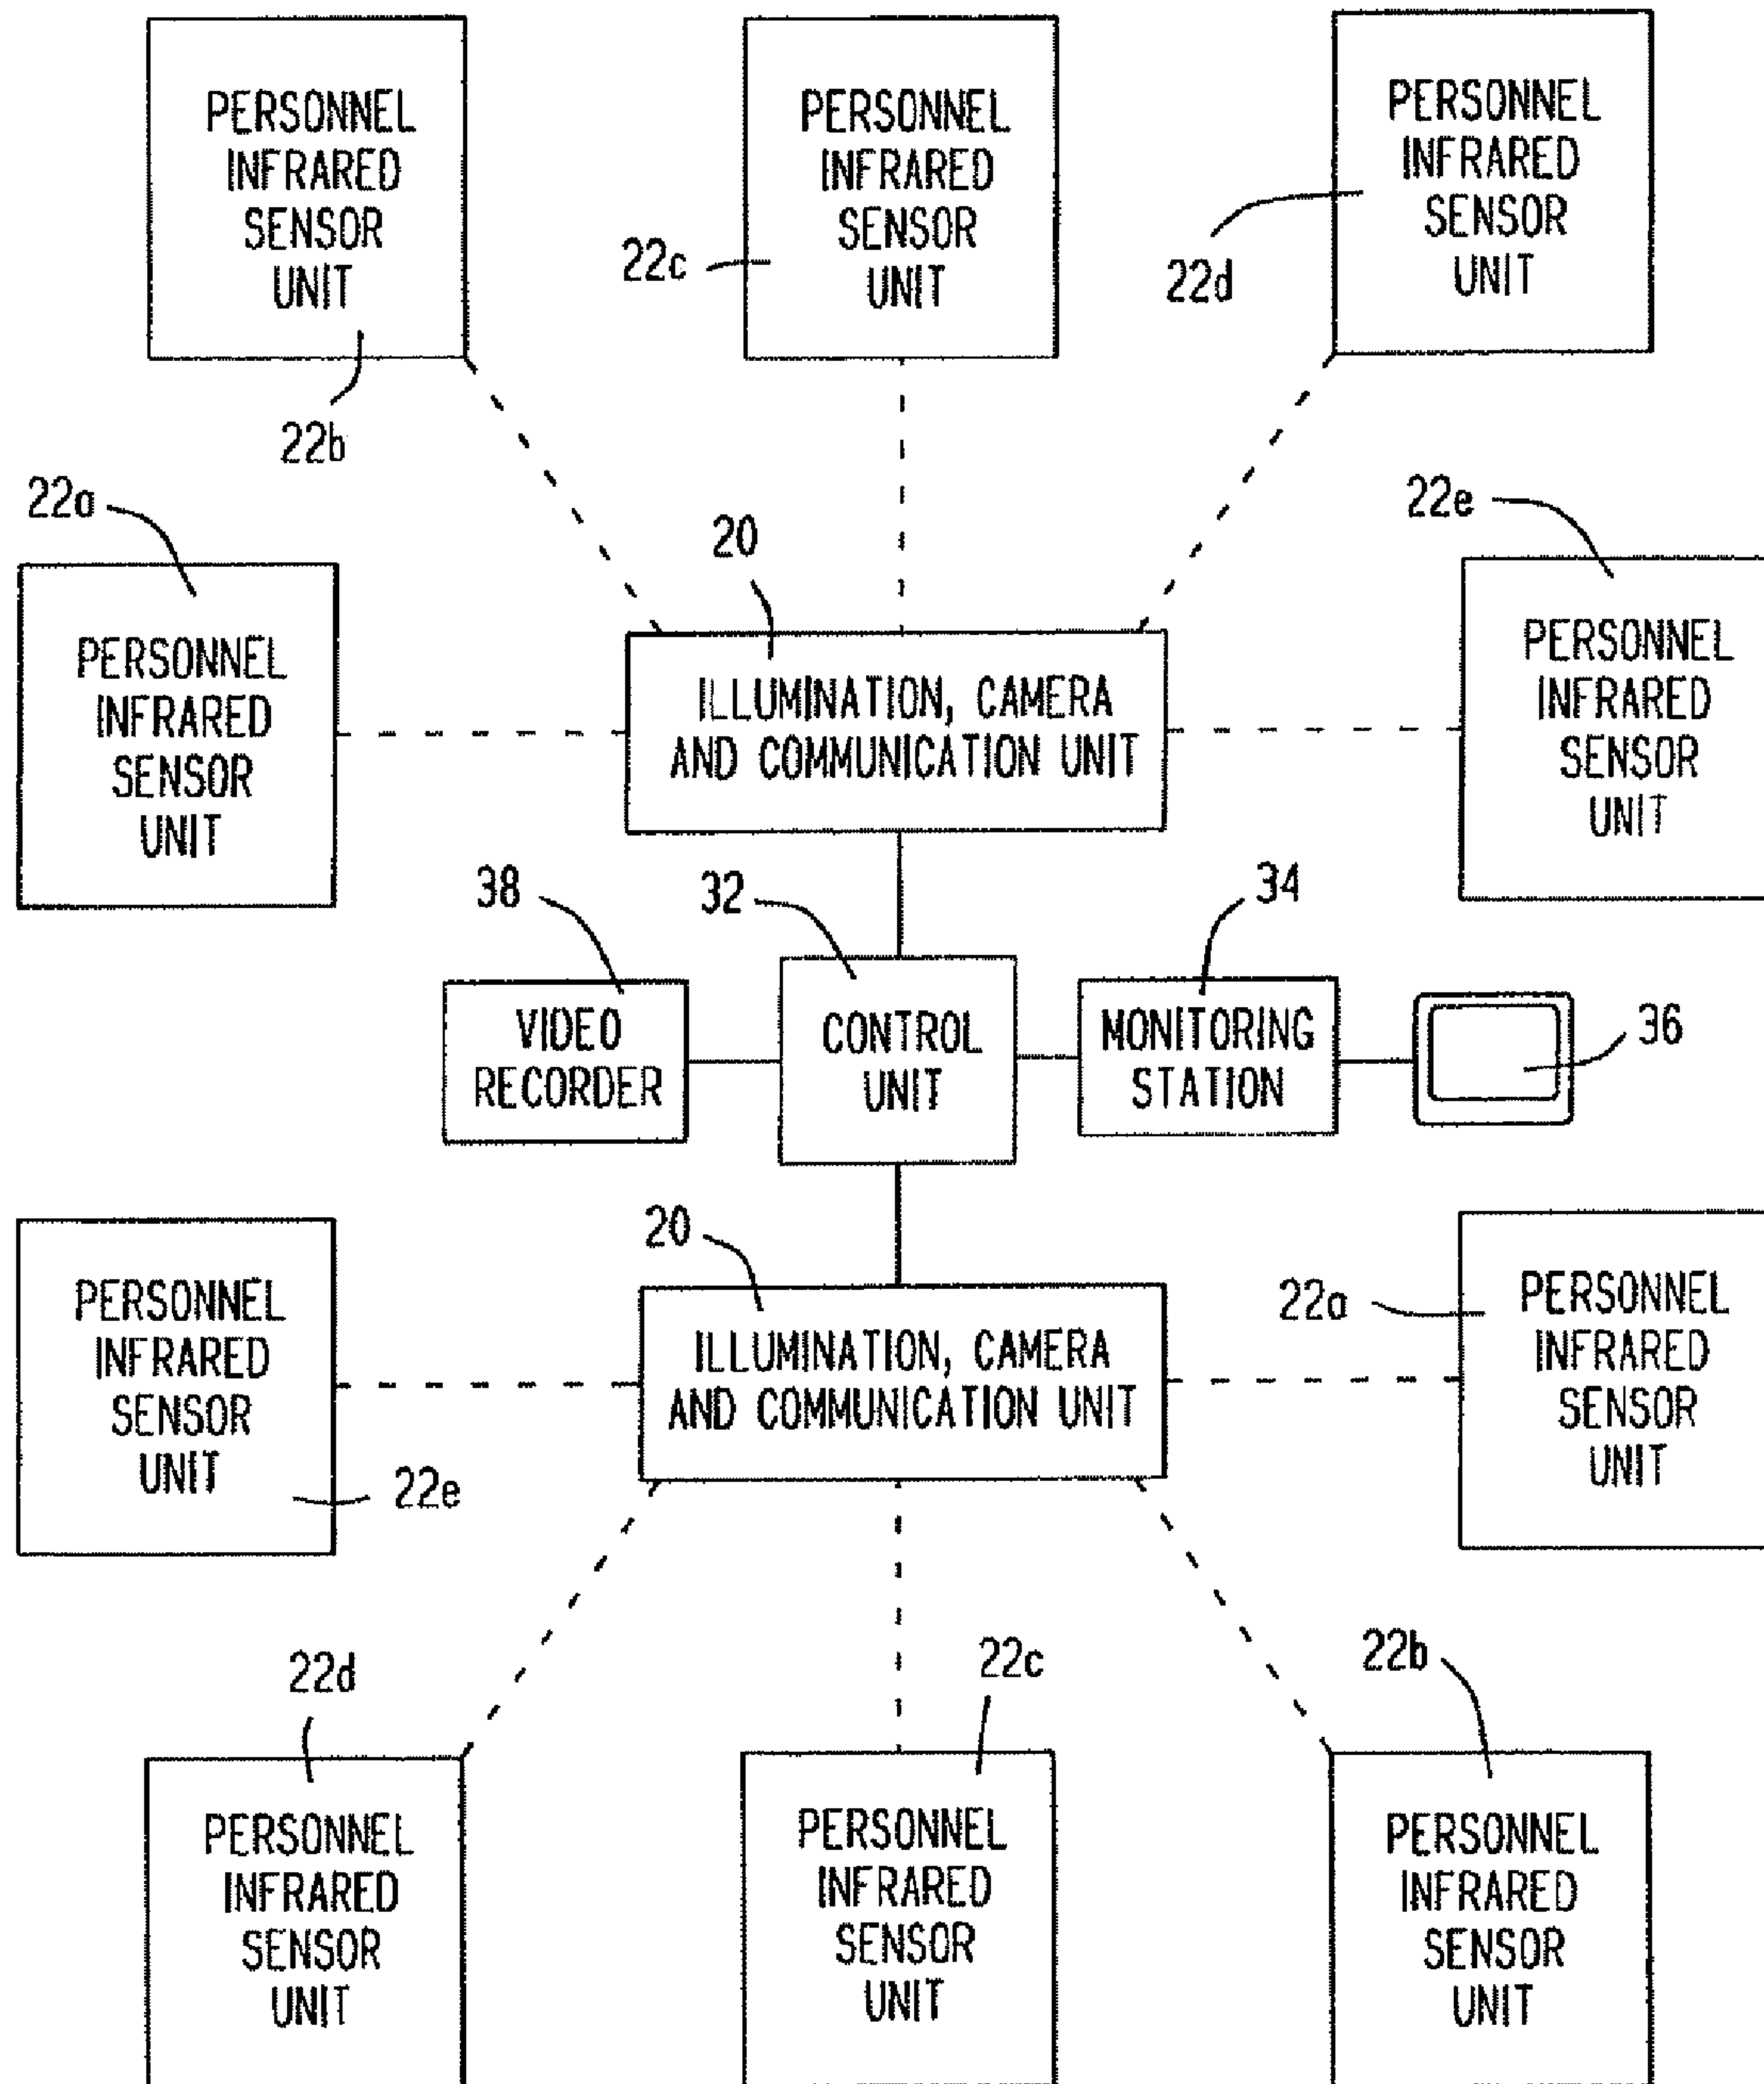 PERSONNEL
INFRARED
SENSOR
UNIT
22b
PERSONNEL
INFRARED
SENSOR
UNIT
22c
PERSONNEL
INFRARED
SENSOR
UNIT
22d
22a
PERSONNEL
INFRARED
SENSOR
UNIT
20
ILLUMINATION, CAMERA
AND COMMUNICATION UNIT
22e
PERSONNEL
INFRARED
SENSOR
UNIT
38
VIDEO
RECORDER
32
CONTROL
UNIT
34
MONITORING
STATION
36
PERSONNEL
INFRARED
SENSOR
UNIT
22e
20
ILLUMINATION, CAMERA
AND COMMUNICATION UNIT
22a
PERSONNEL
INFRARED
SENSOR
UNIT
22d
PERSONNEL
INFRARED
SENSOR
UNIT
22c
PERSONNEL
INFRARED
SENSOR
UNIT
22b
PERSONNEL
INFRARED
SENSOR
UNIT